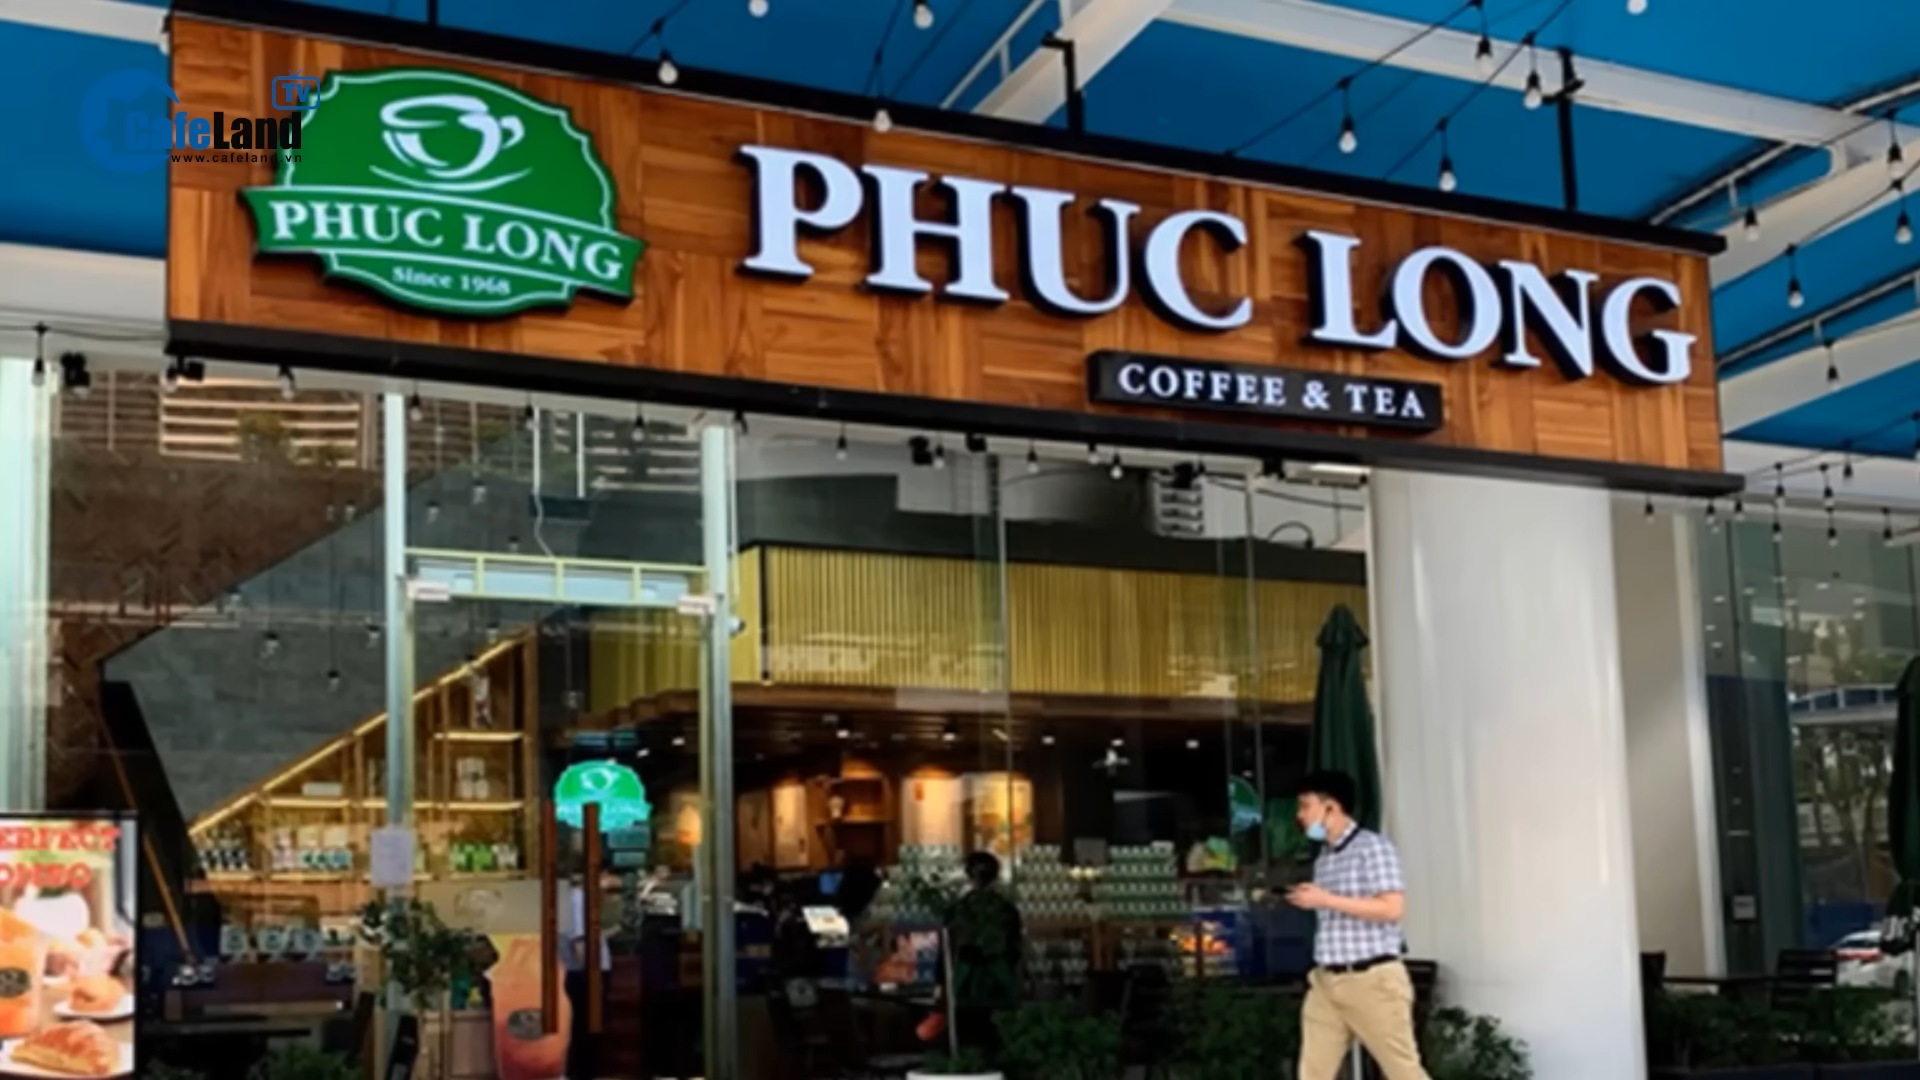 TV
CafeLand
www.cafeland.vn
PHUC LONG
Since 1968
PHUC LONG
COFFEE & TEA